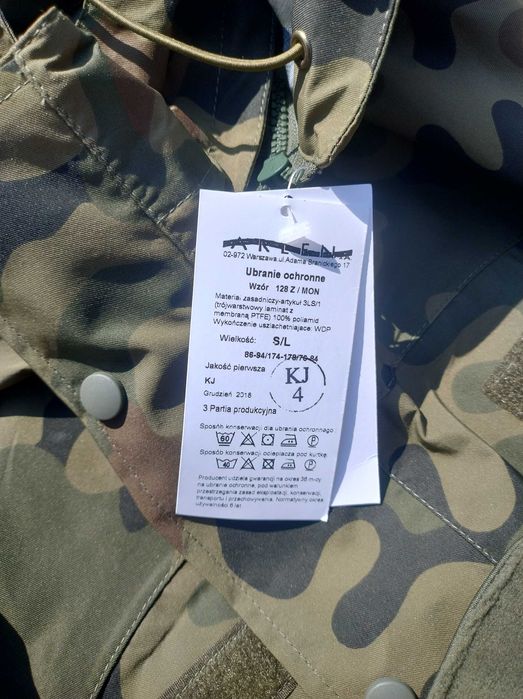 ARLEN
02-972 Warszawa,ul.Adama Branickiego 17
Ubranie ochronne
Wzór 128 Z / MON
Materiał zasadniczy-artykuł 3LS/1
(trójwarstwowy laminat z
membraną PTFE) 100% poliamid
Wykończenie uszlachetniające: WDP
Wielkość: S/L
86-94/174-179/76-84
Jakość pierwsza
KJ
KJ
4
Grudzień 2018
3 Partia produkcyjna
Sposób konserwacji dla ubrania ochronnego
60 P
Sposób konserwacji ocieplacza pod kurtkę
40 P
Producent udziela gwarancji na okres 36 m-cy
na ubranie ochronne, pod warunkiem
przestrzegania zasad eksploatacji, konserwacji,
transportu i przechowywania. Normatywny okres
używalności 6 lat